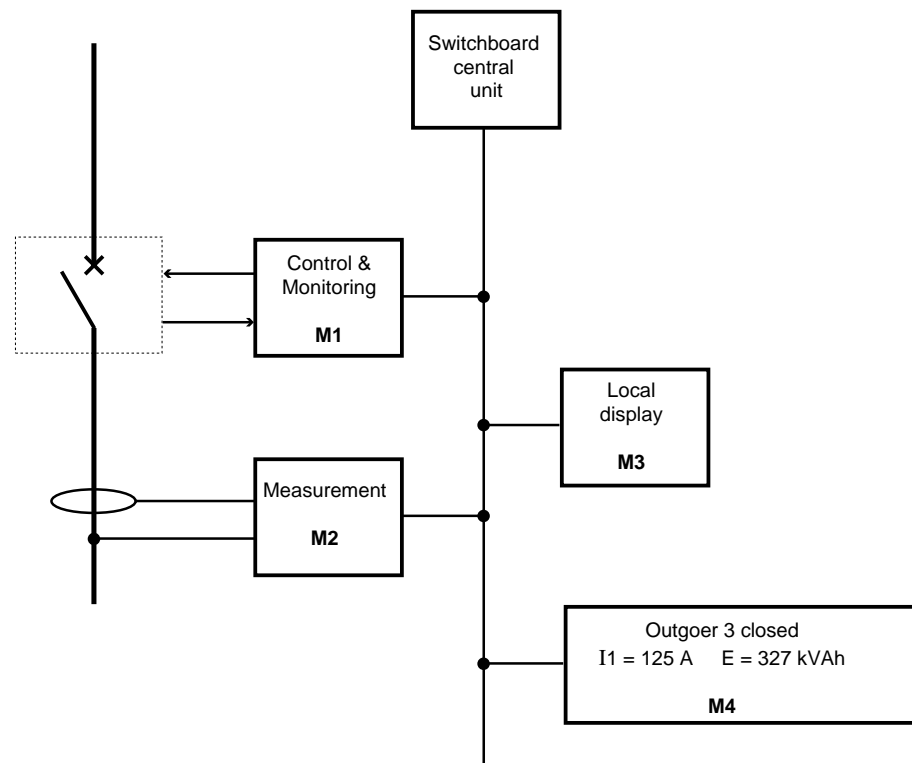 Switchboard
central
unit
Control &
Monitoring
M1
Local
display
M3
Measurement
M2
Outgoer 3 closed
I1 = 125 A E = 327 kVAh
M4